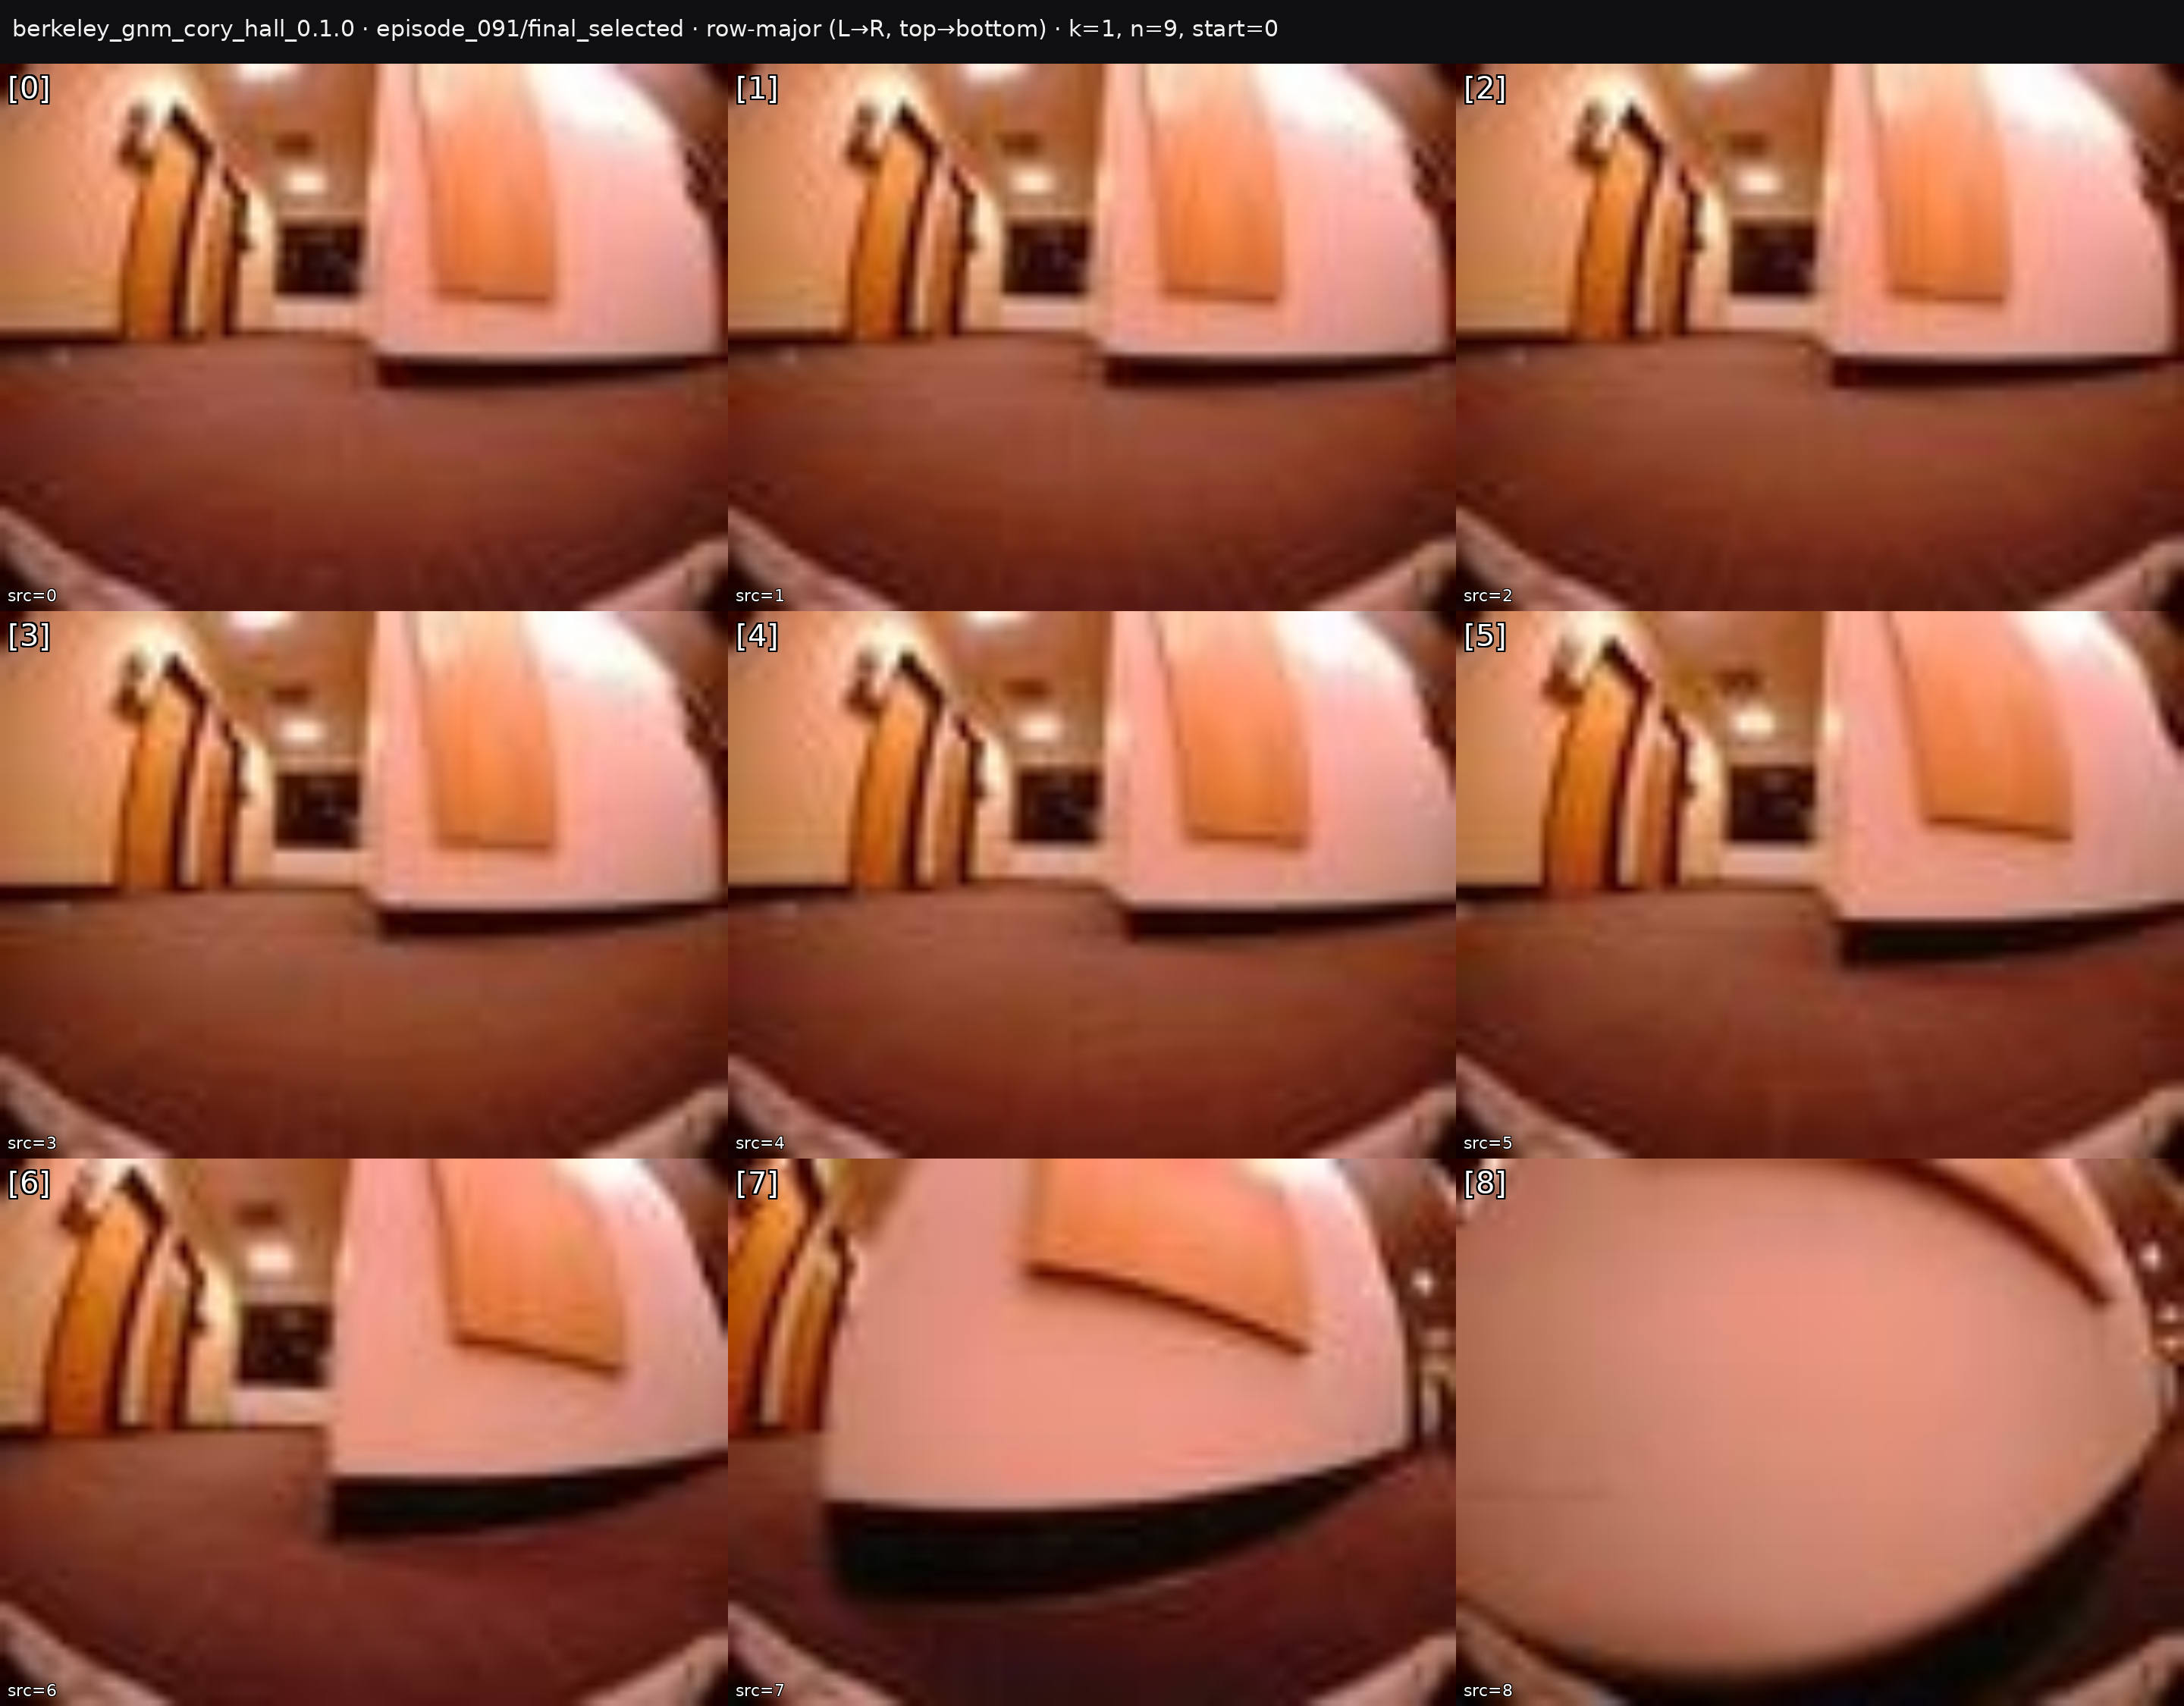 berkeley_gnm_cory_hall_0.1.0 · episode_091/final_selected · row-major (L→R, top→bottom) · k=1, n=9, start=0
[0]
[1]
[2]
src=0
src=1
src=2
[3]
[4]
[5]
src=3
src=4
src=5
[6]
[7]
[8]
src=6
src=7
src=8